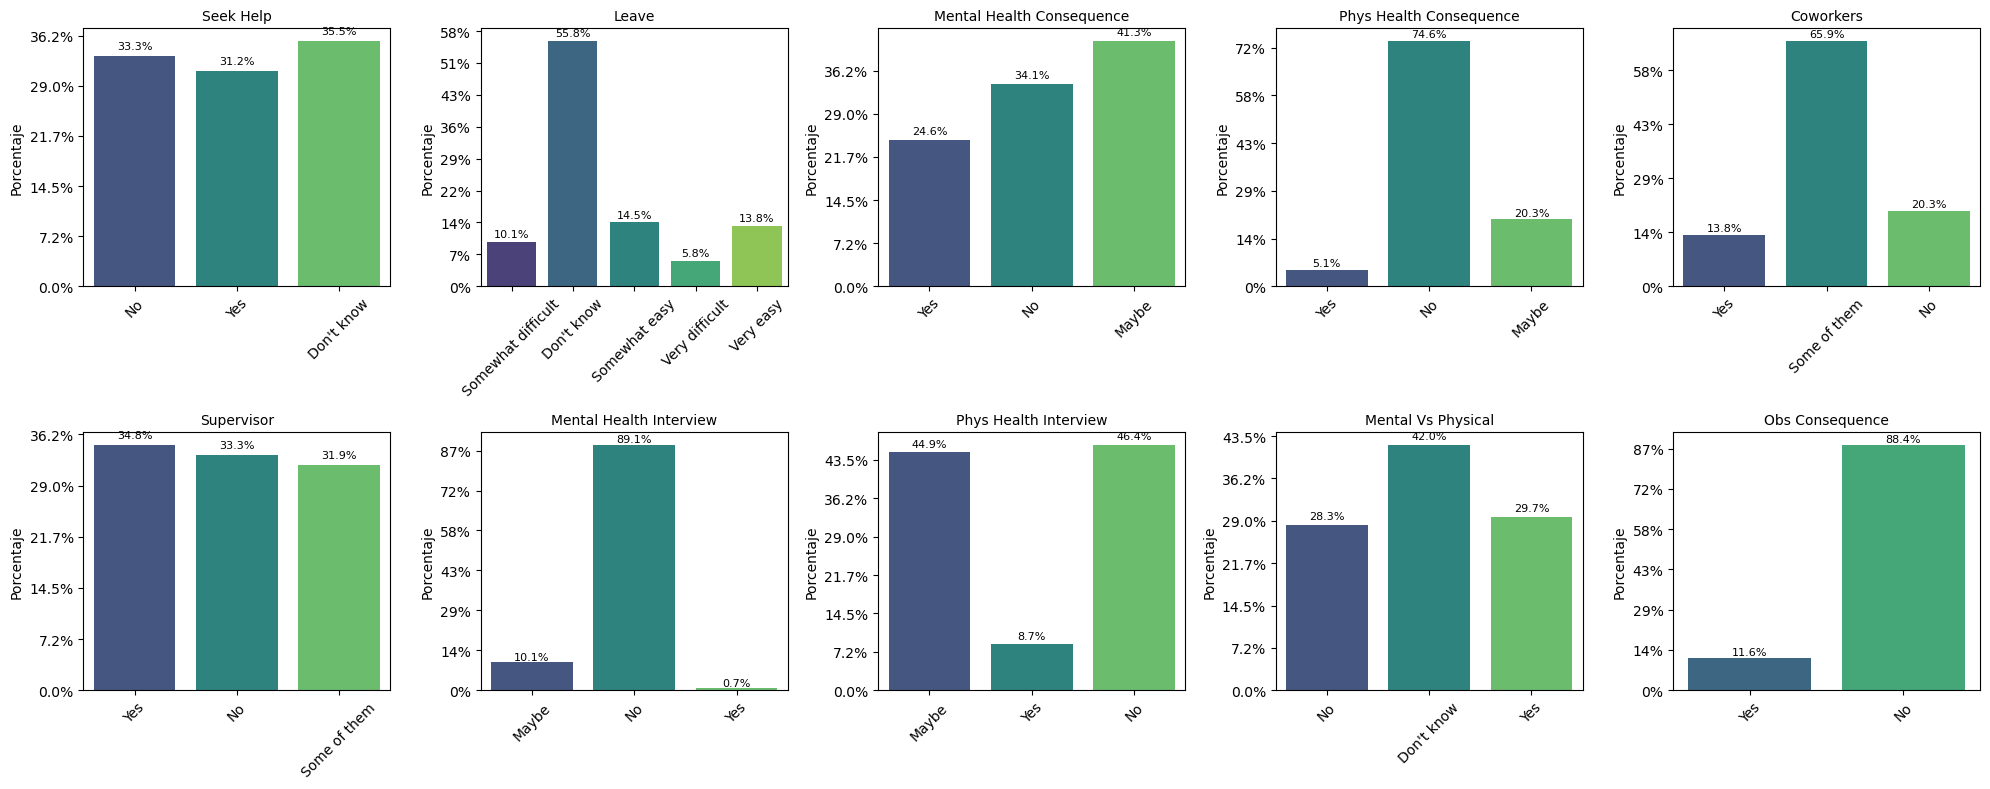 Seek Help
36.2%
29.0%
21.7%
14.5%
7.2%
0.0%
Porcentaje
33.3%
31.2%
35.5%
No
Yes
Don't know
Leave
58%
51%
43%
36%
29%
22%
14%
7%
0%
Porcentaje
10.1%
55.8%
14.5%
5.8%
13.8%
Somewhat difficult
Don't know
Somewhat easy
Very difficult
Very easy
Mental Health Consequence
36.2%
29.0%
21.7%
14.5%
7.2%
0.0%
Porcentaje
24.6%
34.1%
41.3%
Yes
No
Maybe
Phys Health Consequence
72%
58%
43%
29%
14%
0%
Porcentaje
5.1%
74.6%
20.3%
Yes
No
Maybe
Coworkers
58%
43%
29%
14%
0%
Porcentaje
13.8%
65.9%
20.3%
Yes
Some of them
No
Supervisor
36.2%
29.0%
21.7%
14.5%
7.2%
0.0%
Porcentaje
34.8%
33.3%
31.9%
Yes
No
Some of them
Mental Health Interview
87%
72%
58%
43%
29%
14%
0%
Porcentaje
10.1%
89.1%
0.7%
Maybe
No
Yes
Phys Health Interview
43.5%
36.2%
29.0%
21.7%
14.5%
7.2%
0.0%
Porcentaje
44.9%
8.7%
46.4%
Maybe
Yes
No
Mental Vs Physical
43.5%
36.2%
29.0%
21.7%
14.5%
7.2%
0.0%
Porcentaje
28.3%
42.0%
29.7%
No
Don't know
Yes
Obs Consequence
87%
72%
58%
43%
29%
14%
0%
Porcentaje
11.6%
88.4%
Yes
No